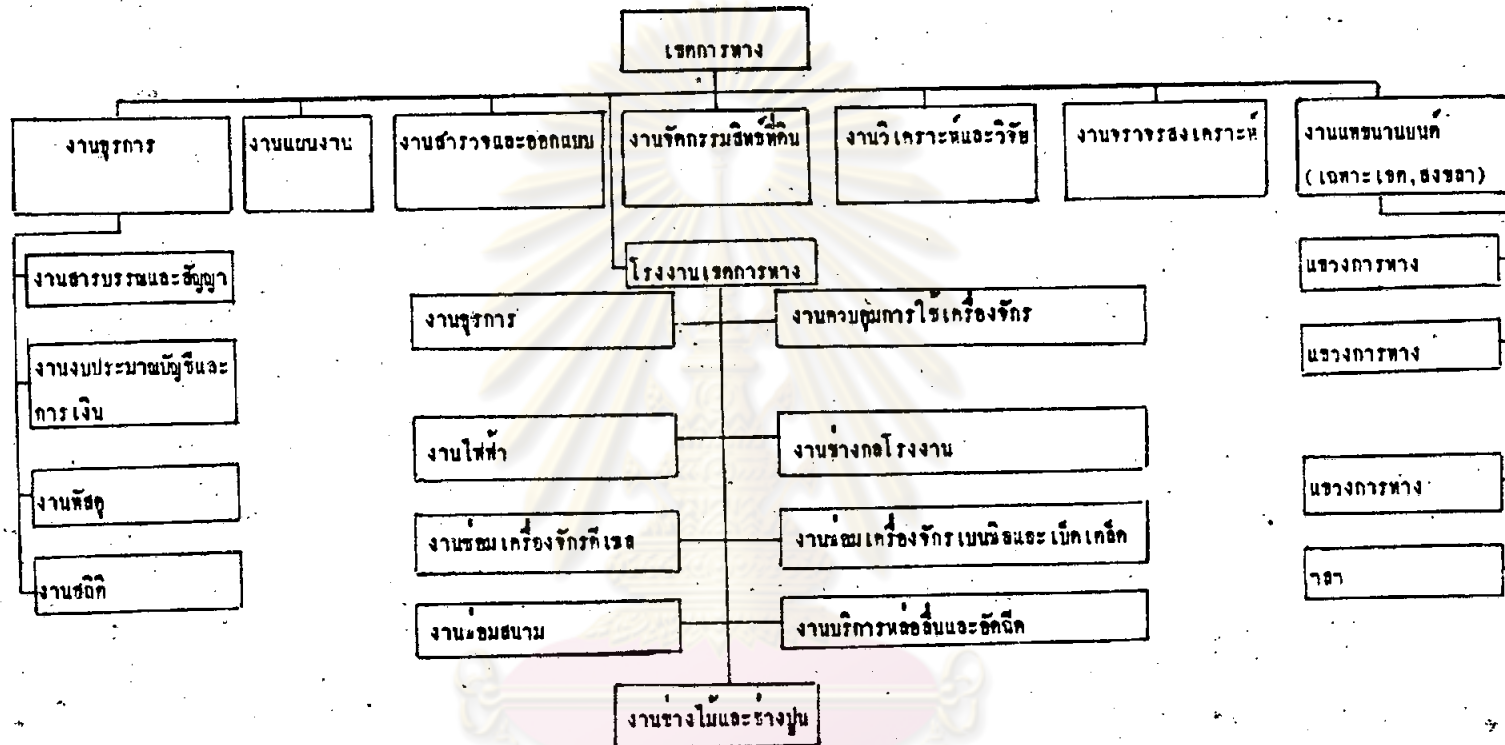 เขตการทาง
งานธุรการ
งานแผนงาน
งานสำรวจและออกแบบ
งานจัดกรรมสิทธิ์ที่ดิน
งานวิเคราะห์และวิจัย
งานจราจรสงเคราะห์
งานแพขนานยนต์
(เฉพาะเขต,สงขลา)
งานสารบรรณและสัญญา
งานงบประมาณบัญชีและ
การเงิน
งานพัสดุ
งานสถิติ
โรงงานเขตการทาง
งานธุรการ
งานควบคุมการใช้เครื่องจักร
งานไฟฟ้า
งานช่างกลโรงงาน
งานซ่อมเครื่องจักรดีเซล
งานซ่อมเครื่องจักรเบนซินและเบ็ดเตล็ด
งานซ่อมสนาม
งานบริการหล่อลื่นและอัดฉีด
งานช่างไม้และช่างปูน
แขวงการทาง
แขวงการทาง
แขวงการทาง
ฯลฯ